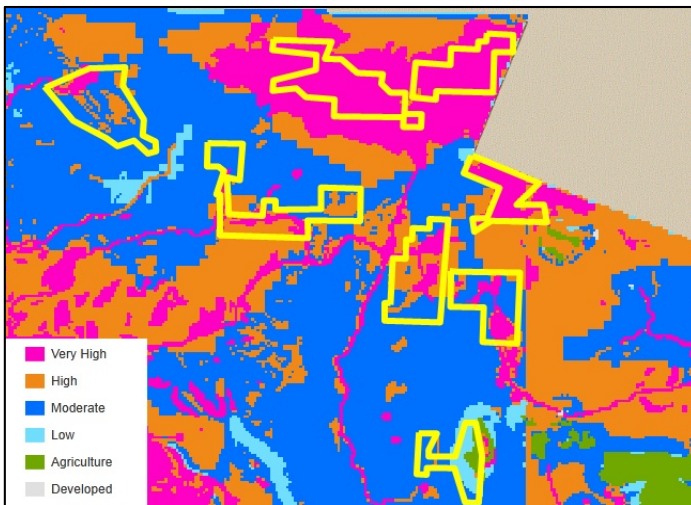 Very High
High
Moderate
Low
Agriculture
Developed